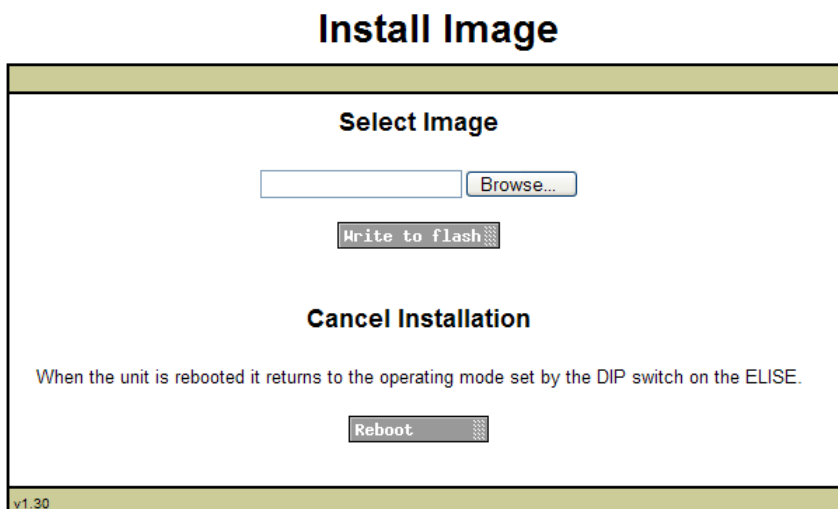 Install Image
Select Image
Browse...
Write to flash
Cancel Installation
When the unit is rebooted it returns to the operating mode set by the DIP switch on the ELISE.
Reboot
v1.30